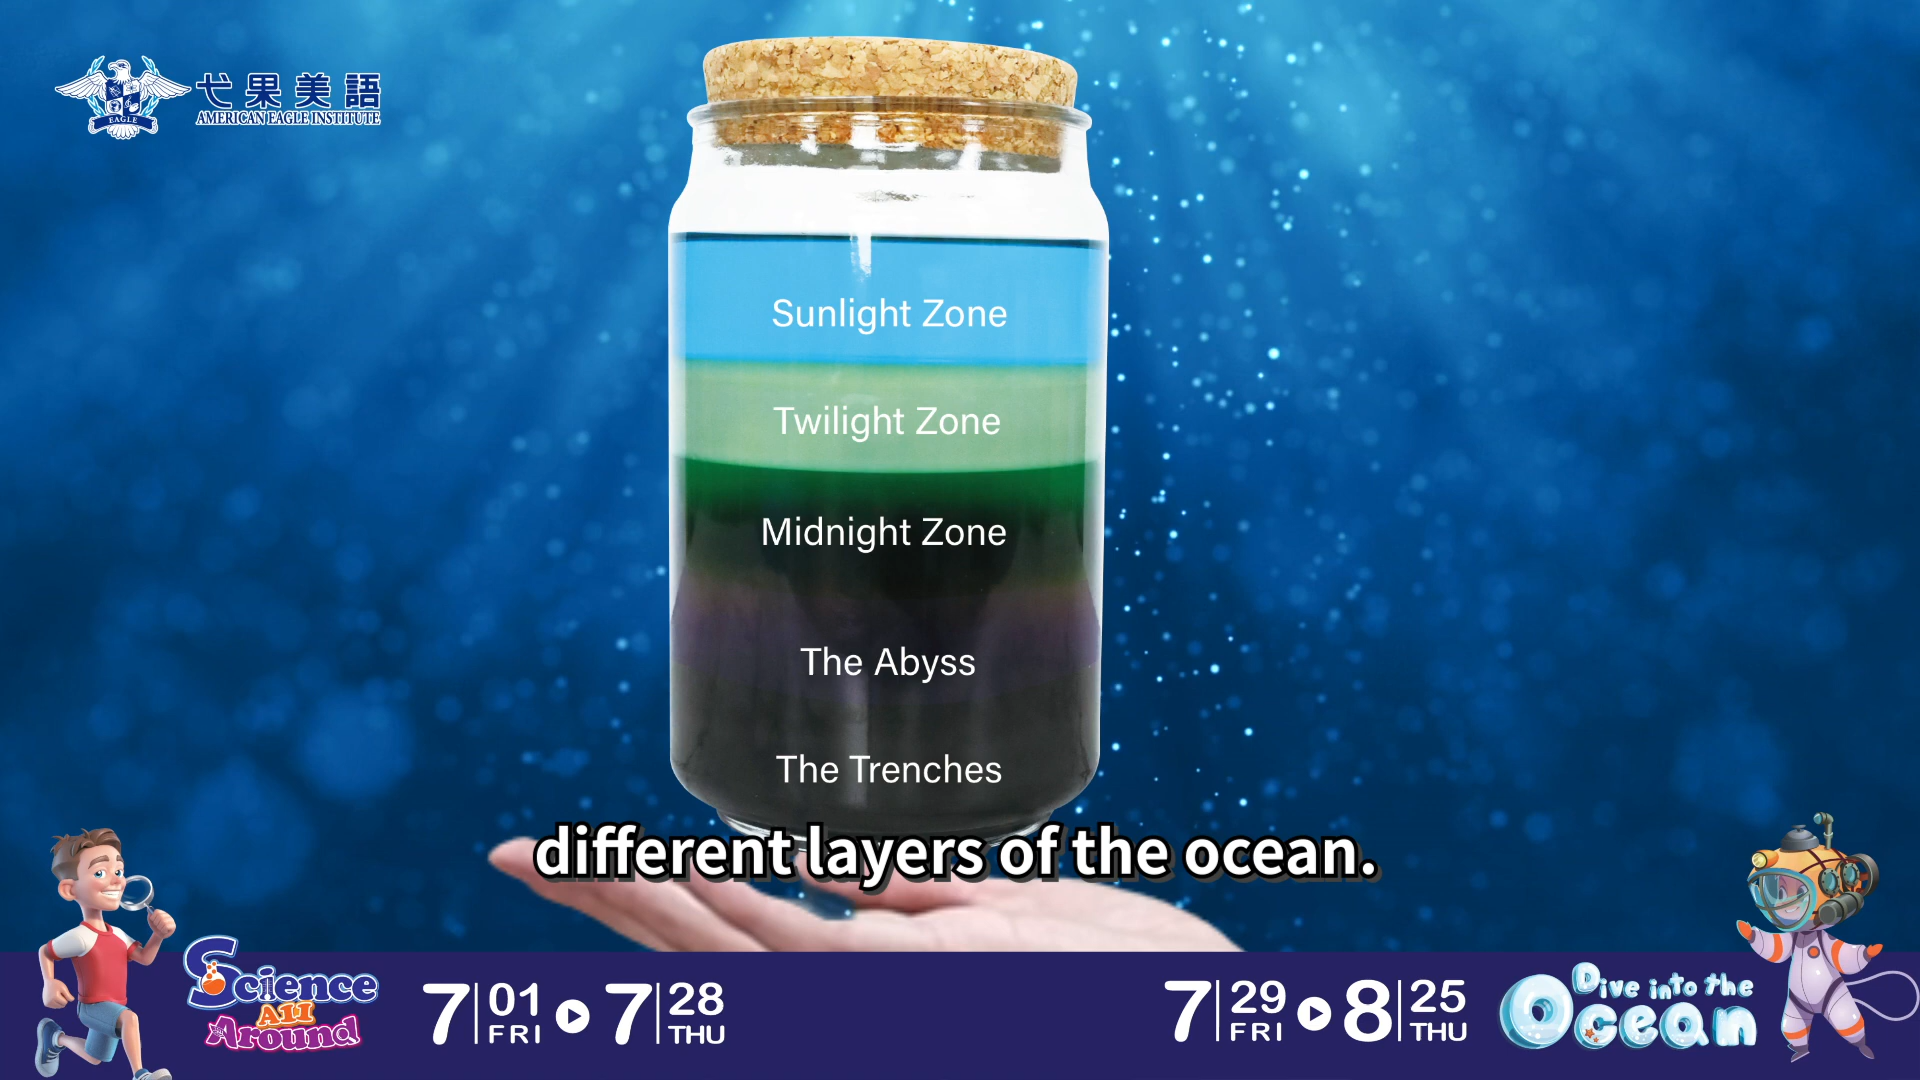 弋果美語
AMERICAN EAGLE INSTITUTE
EAGLE
Sunlight Zone
Twilight Zone
Midnight Zone
The Abyss
The Trenches
different layers of the ocean.
Science
All
Around
7 01 FRI 7 28 THU
7 29 FRI 8 25 THU
Dive into the
Ocean